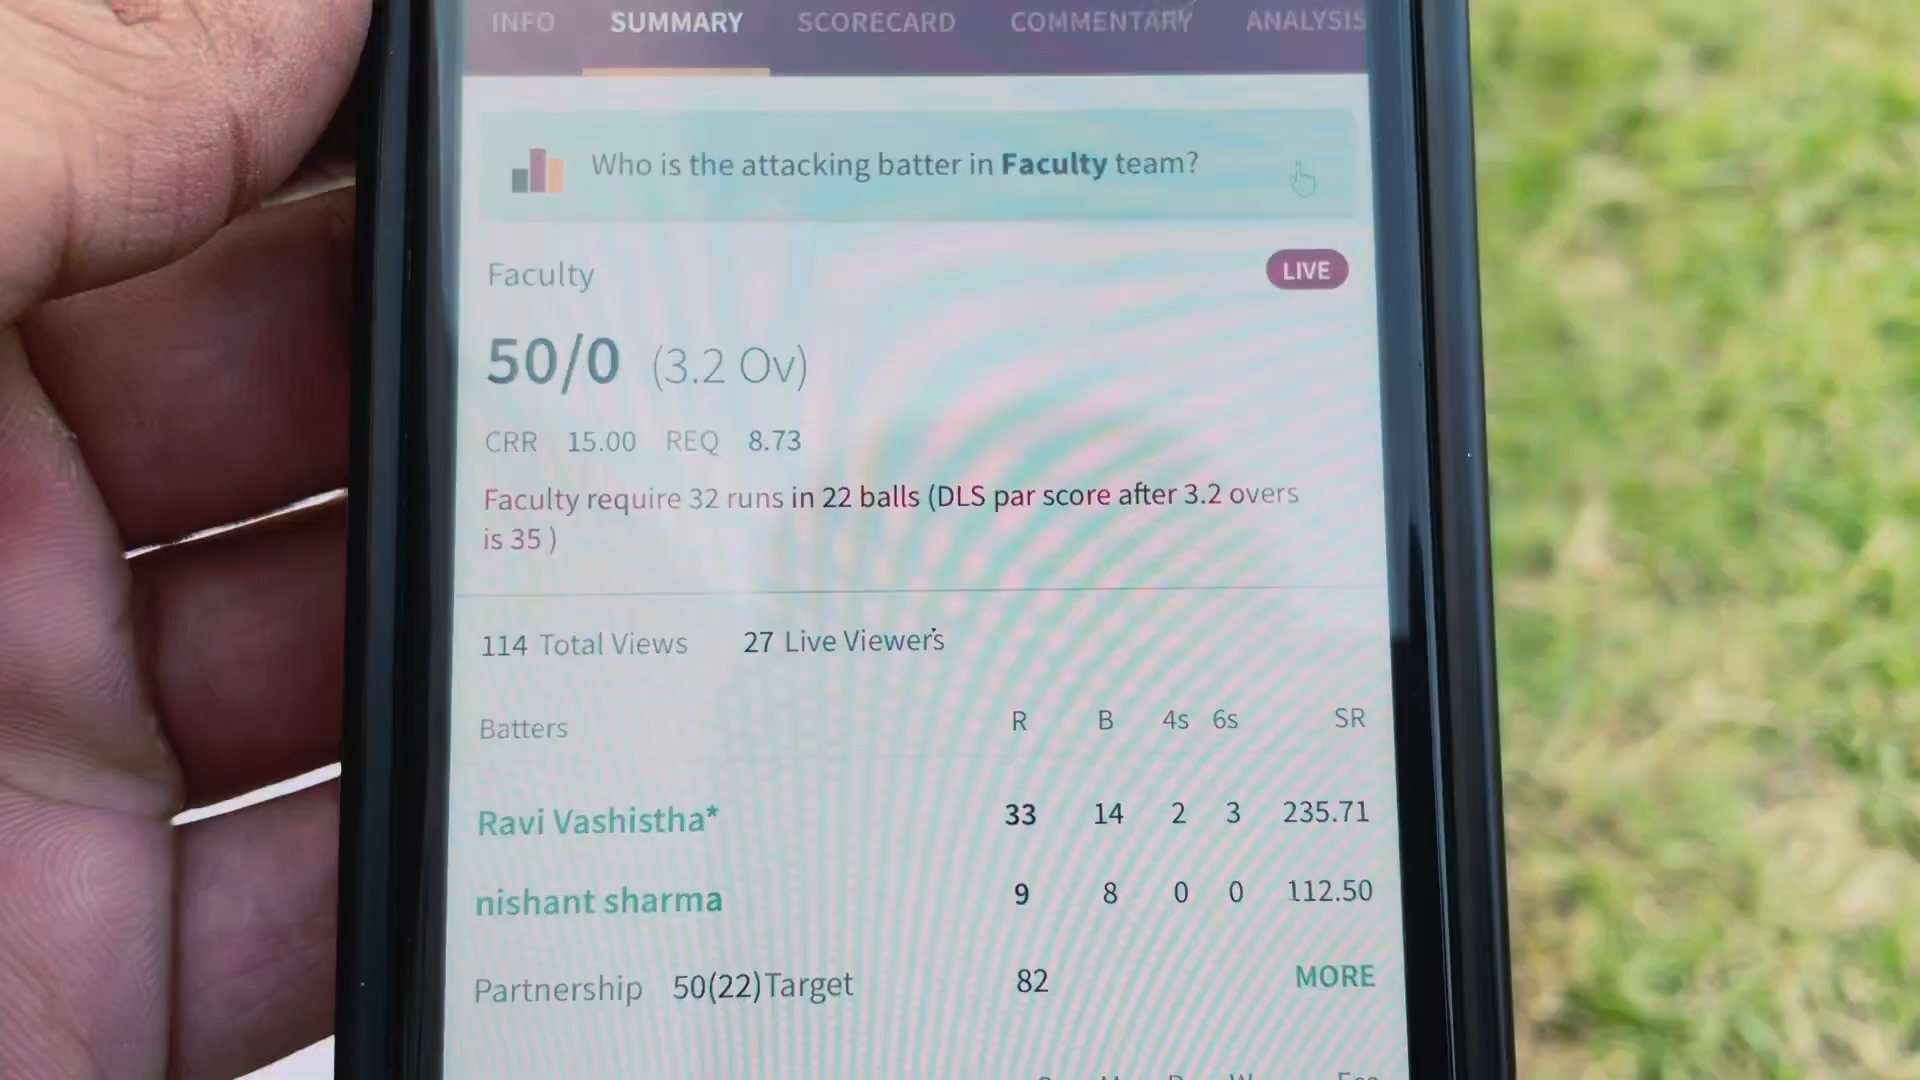 INFO SUMMARY SCORECARD COMMENTARY ANALYSIS
Who is the attacking batter in Faculty team?
Faculty LIVE
50/0 (3.2 Ov)
CRR 15.00 REQ 8.73
Faculty require 32 runs in 22 balls (DLS par score after 3.2 overs
is 35 )
114 Total Views 27 Live Viewers
Batters R B 4s 6s SR
Ravi Vashistha* 33 14 2 3 235.71
nishant sharma 9 8 0 0 112.50
Partnership 50(22) Target 82 MORE